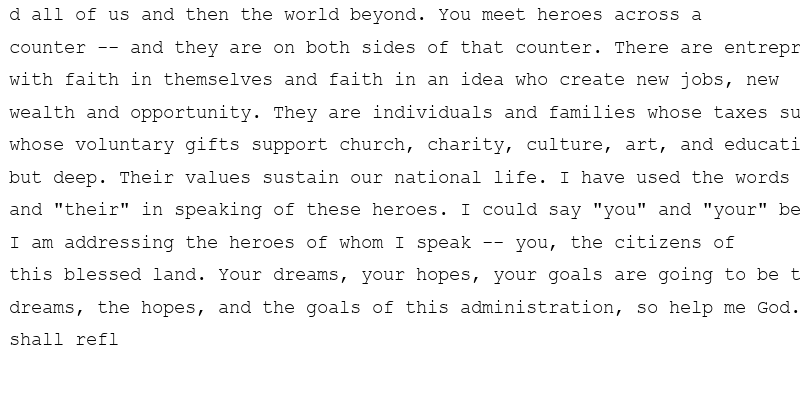 d all of us and then the world beyond. You meet heroes across a
counter -- and they are on both sides of that counter. There are entrepr
with faith in themselves and faith in an idea who create new jobs, new
wealth and opportunity. They are individuals and families whose taxes su
whose voluntary gifts support church, charity, culture, art, and educati
but deep. Their values sustain our national life. I have used the words
and "their" in speaking of these heroes. I could say "you" and "your" be
I am addressing the heroes of whom I speak -- you, the citizens of
this blessed land. Your dreams, your hopes, your goals are going to be t
dreams, the hopes, and the goals of this administration, so help me God.
shall refl